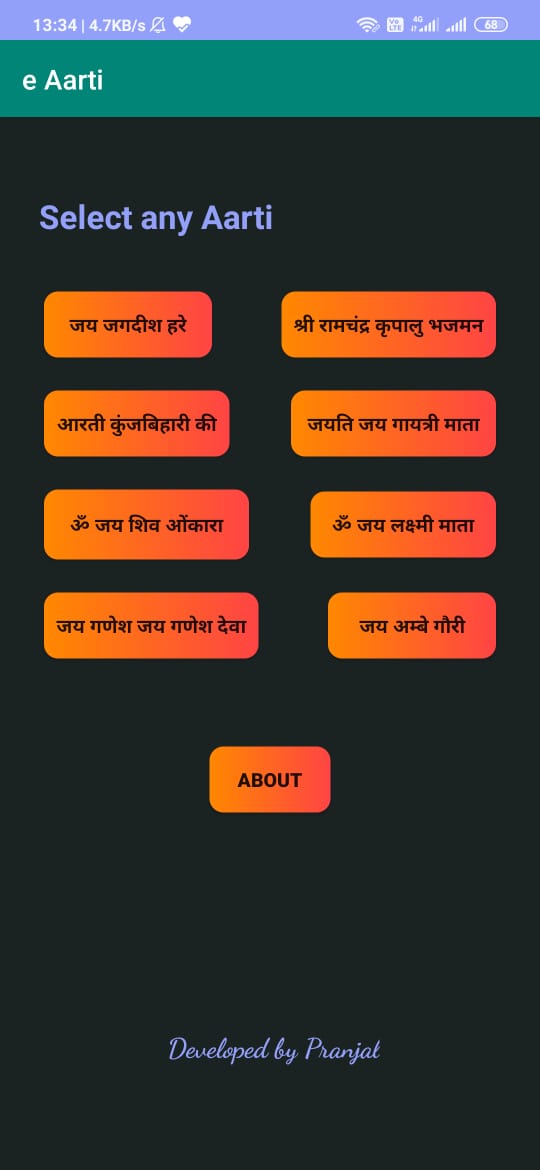 13:34 | 4.7KB/s
Vo LTE 4G 68
e Aarti
Select any Aarti
जय जगदीश हरे
श्री रामचंद्र कृपालु भजमन
आरती कुंजबिहारी की
जयति जय गायत्री माता
ॐ जय शिव ओंकारा
ॐ जय लक्ष्मी माता
जय गणेश जय गणेश देवा
जय अम्बे गौरी
ABOUT
Developed by Pranjal